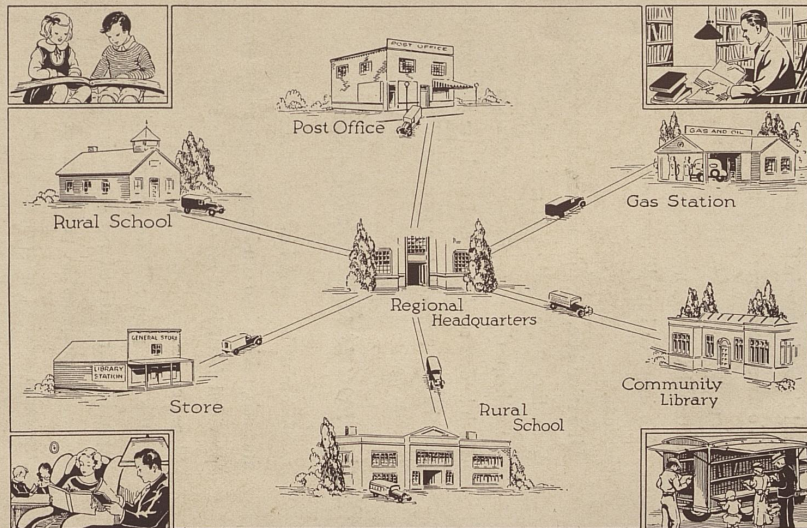 POST OFFICE
Post Office
GAS AND OIL
Gas Station
Rural School
Regional
Headquarters
GENERAL STORE
LIBRARY
STATION
Store
Community
Library
Rural
School